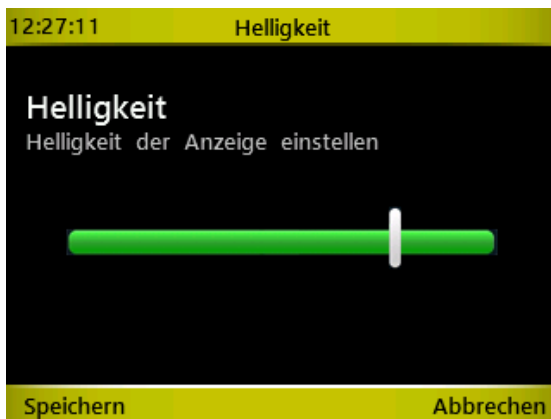 12:27:11 Helligkeit
Helligkeit
Helligkeit der Anzeige einstellen
Speichern Abbrechen